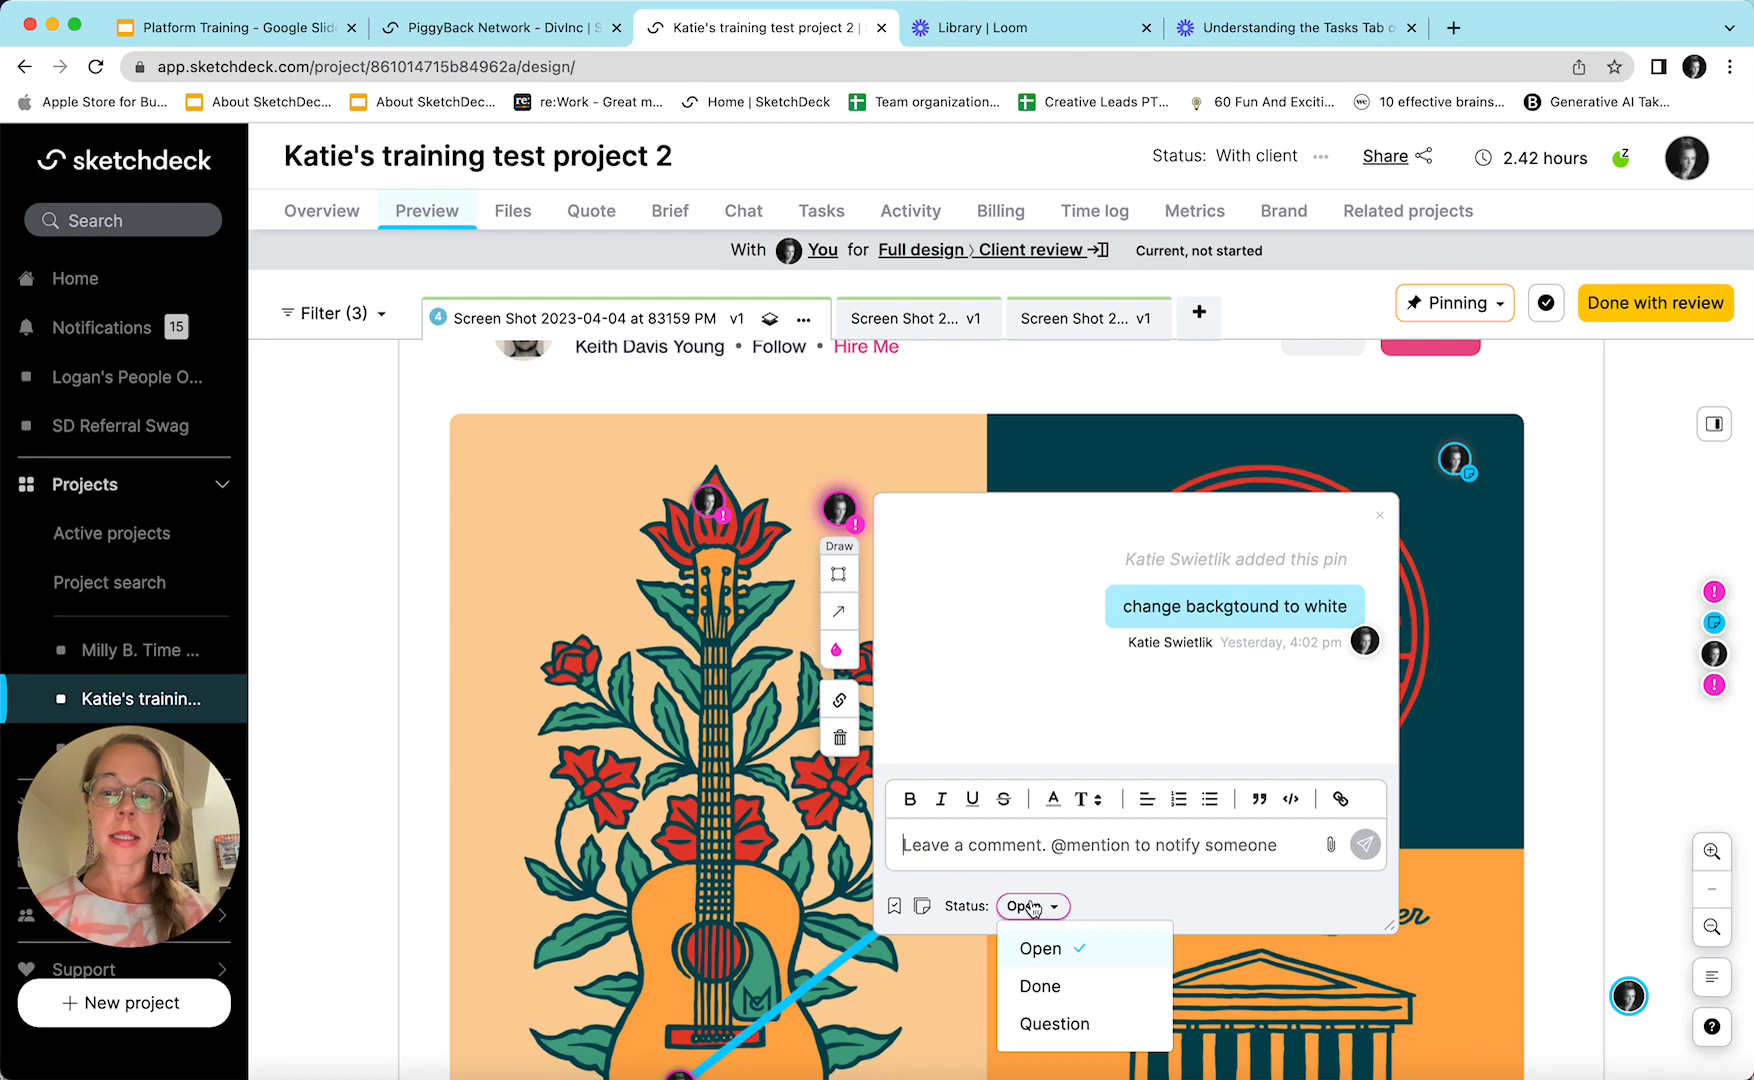 Platform Training - Google Slid
PiggyBack Network - DivInc | S
Katie's training test project 2 |
Library | Loom
Understanding the Tasks Tab o
app.sketchdeck.com/project/861014715b84962a/design/
Apple Store for Bu...
About SketchDec...
About SketchDec...
re: re:Work - Great m...
Home | SketchDeck
Team organization...
Creative Leads PT...
60 Fun And Exciti...
10 effective brains...
B Generative AI Tak...
sketchdeck
Search
Home
Notifications 15
Logan's People O...
SD Referral Swag
Projects
Active projects
Project search
Milly B. Time ...
Katie's trainin...
Support
New project
Katie's training test project 2
Status: With client
Share
2.42 hours
z
Overview Preview Files Quote Brief Chat Tasks Activity Billing Time log Metrics Brand Related projects
With You for Full design > Client review Current, not started
Filter (3)
4 Screen Shot 2023-04-04 at 83159 PM v1
Screen Shot 2... v1
Screen Shot 2... v1
Pinning
Done with review
Keith Davis Young • Follow • Hire Me
Draw
Katie Swietlik added this pin
change backgtound to white
Katie Swietlik Yesterday, 4:02 pm
Leave a comment. @mention to notify someone
Status: Open
Open
Done
Question